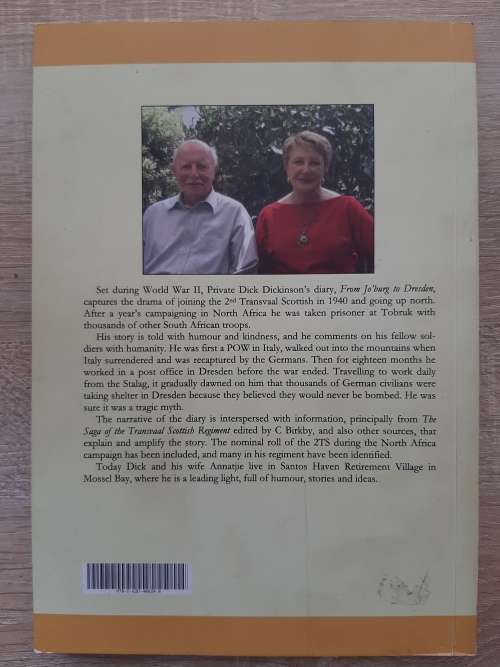 Set during World War II, Private Dick Dickinson's diary, From Jo'burg to Dresden,
captures the drama of joining the 2nd Transvaal Scottish in 1940 and going up north.
After a year's campaigning in North Africa he was taken prisoner at Tobruk with
thousands of other South African troops.
His story is told with humour and kindness, and he comments on his fellow sol-
diers with humanity. He was first a POW in Italy, walked out into the mountains when
Italy surrendered and was recaptured by the Germans. Then for eighteen months he
worked in a post office in Dresden before the war ended. Travelling to work daily
from the Stalag, it gradually dawned on him that thousands of German civilians were
taking shelter in Dresden because they believed they would never be bombed. He was
sure it was a tragic myth.
The narrative of the diary is interspersed with information, principally from The
Saga of the Transvaal Scottish Regiment edited by C Birkby, and also other sources, that
explain and amplify the story. The nominal roll of the 2TS during the North Africa
campaign has been included, and many in his regiment have been identified.
Today Dick and his wife Annatjie live in Santos Haven Retirement Village in
Mossel Bay, where he is a leading light, full of humour, stories and ideas.